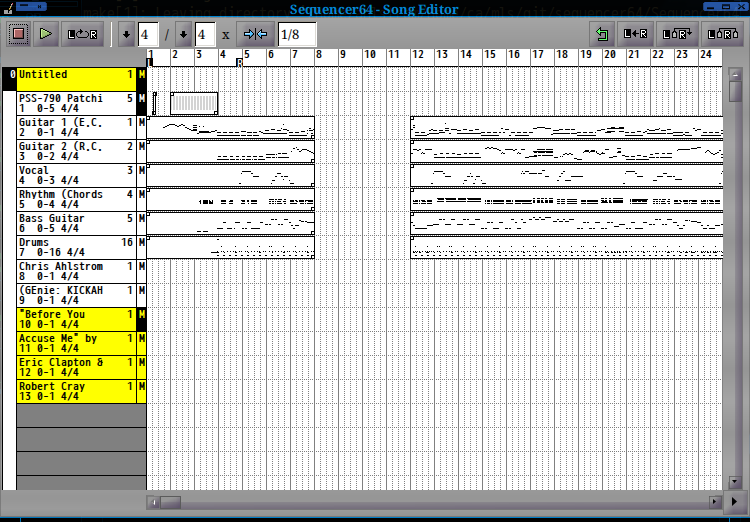 Sequencer64 - Song Editor
L R 4 / 4 x 1/8 L R L R L R
1 2 3 4 5 6 7 8 9 10 11 12 13 14 15 16 17 18 19 20 21 22 23 24
L R
0 Untitled 1 M
PSS-790 Patchi 5 M
1 0-5 4/4
Guitar 1 (E.C. 1 M
2 0-1 4/4
Guitar 2 (R.C. 2 M
3 0-2 4/4
Vocal 3 M
4 0-3 4/4
Rhythm (Chords 4 M
5 0-4 4/4
Bass Guitar 5 M
6 0-5 4/4
Drums 16 M
7 0-16 4/4
Chris Ahlstrom 1 M
8 0-1 4/4
(GEnie: KICKAH 1 M
9 0-1 4/4
"Before You 1 M
10 0-1 4/4
Accuse Me" by 1 M
11 0-1 4/4
Eric Clapton & 1 M
12 0-1 4/4
Robert Cray 1 M
13 0-1 4/4